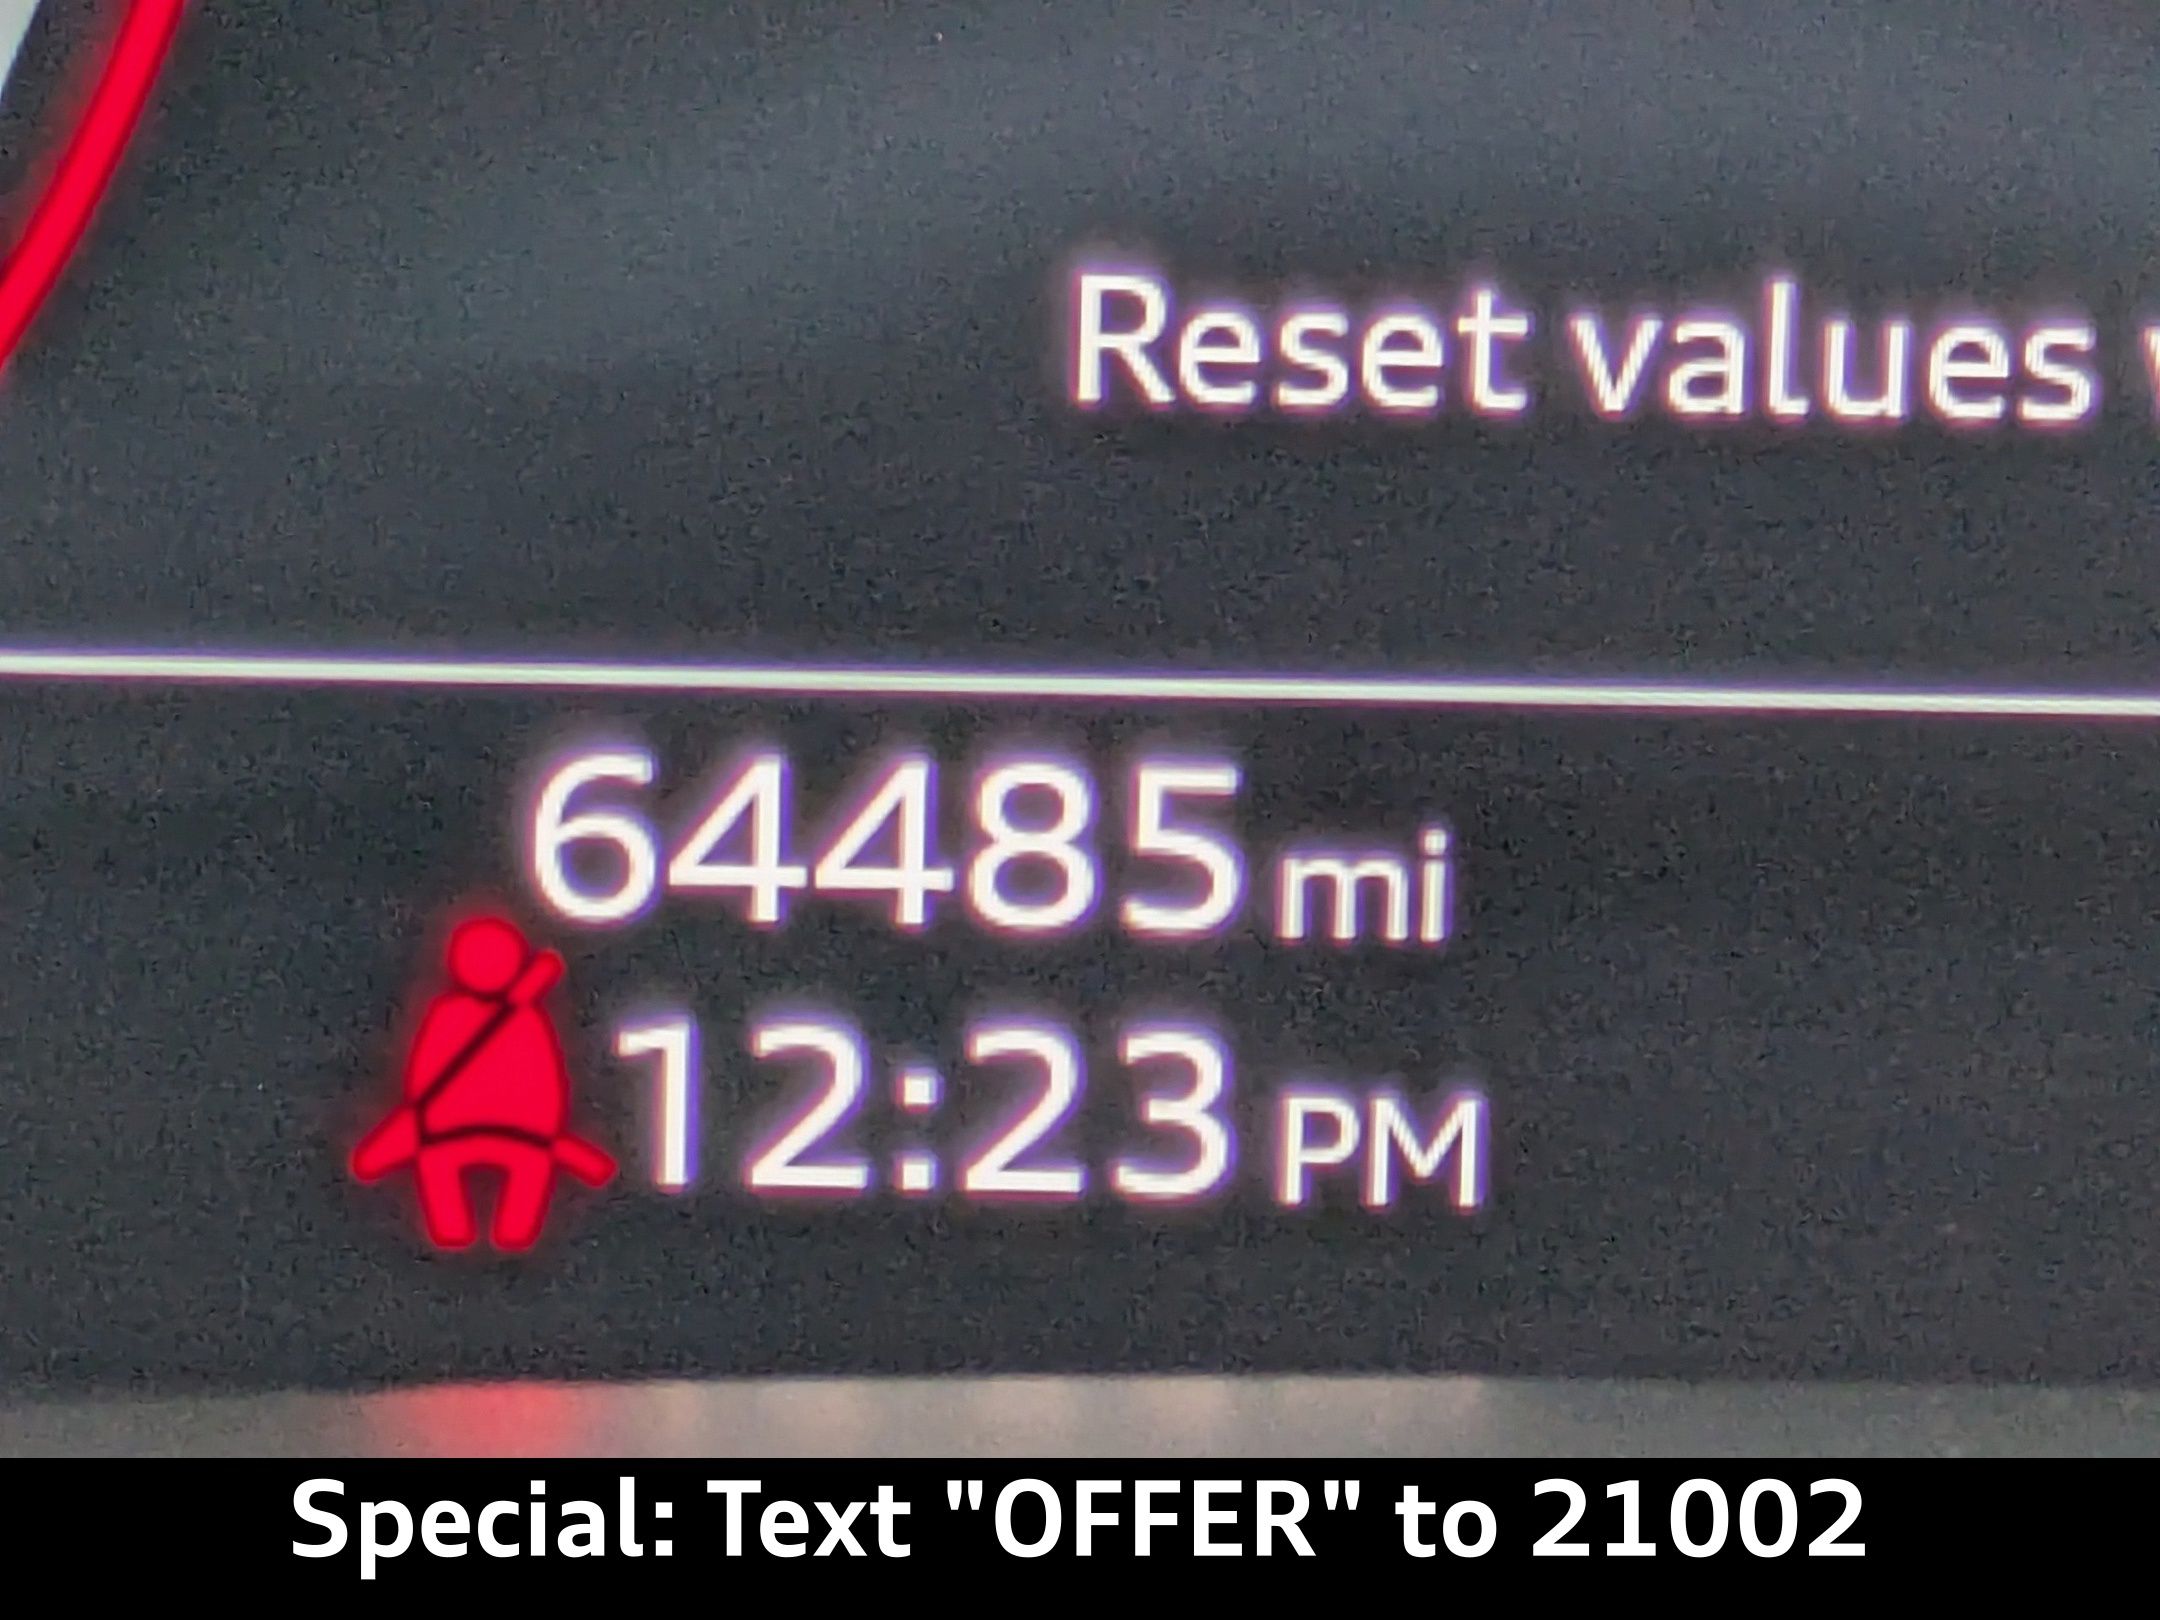 Reset values
64485 mi
12:23 PM
Special: Text "OFFER" to 21002